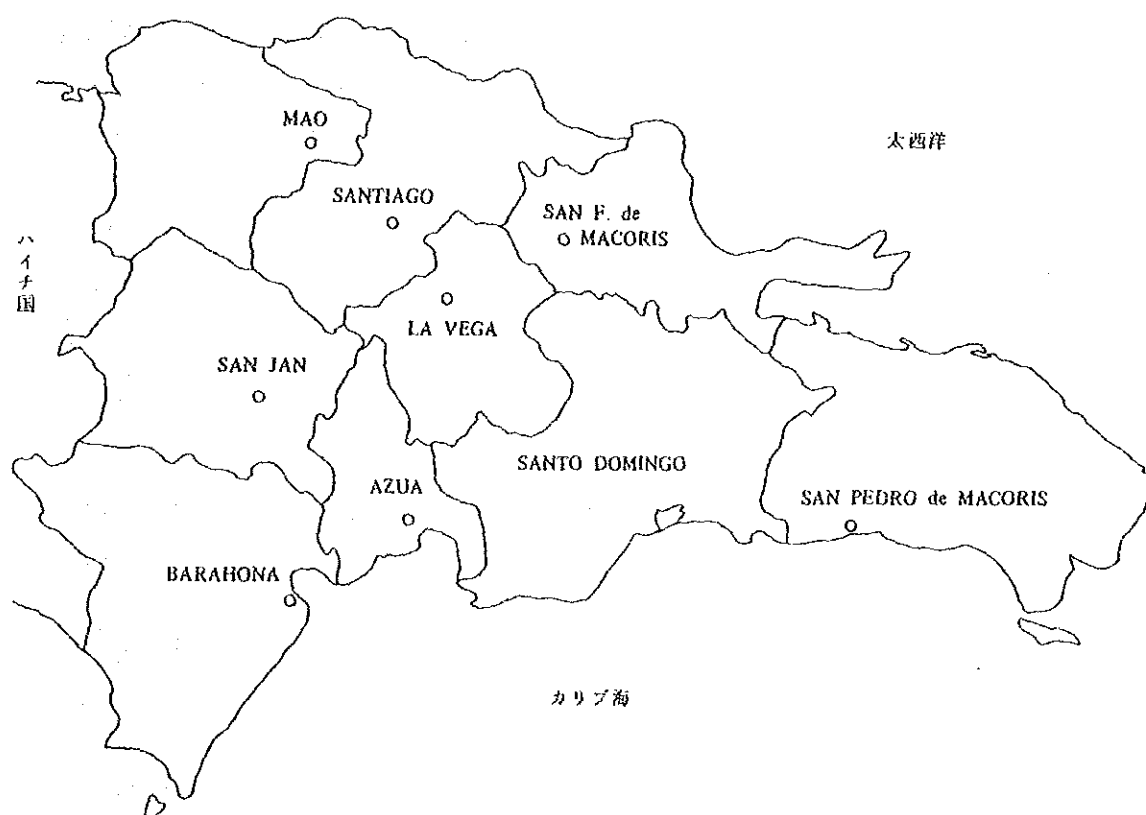 MAO
太西洋
SANTIAGO
SAN F. de
MACORIS
ハイチ国
LA VEGA
SAN JAN
SANTO DOMINGO
AZUA
SAN PEDRO de MACORIS
BARAHONA
カリブ海